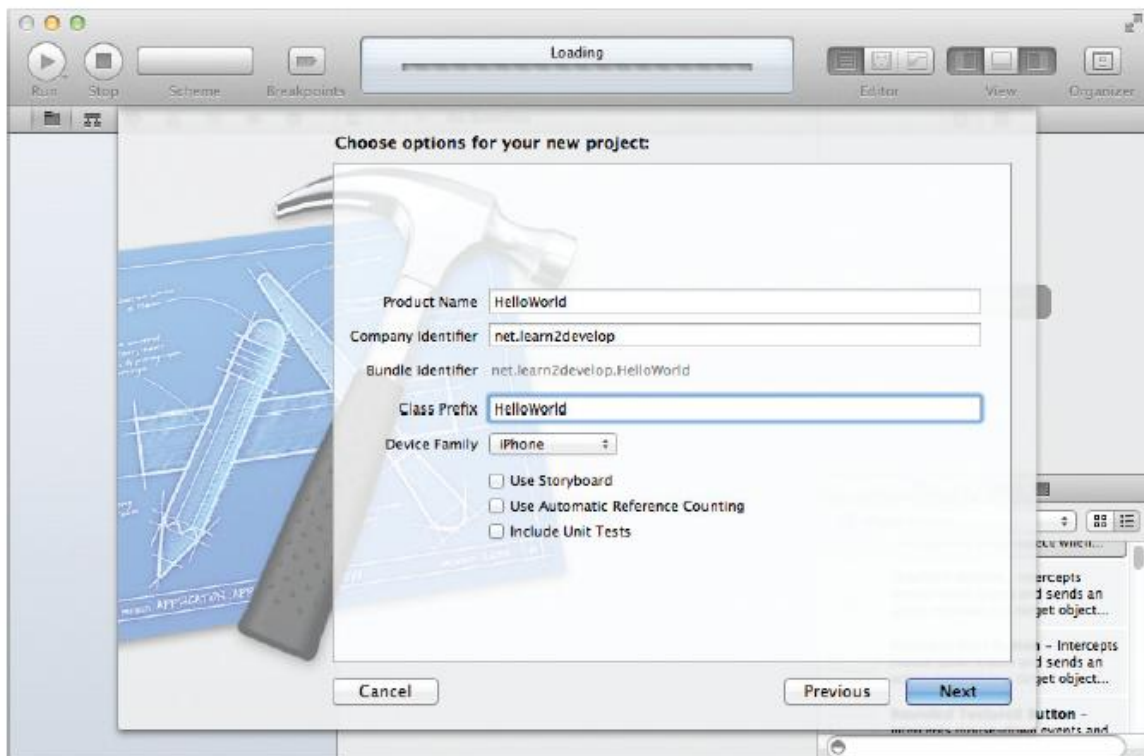 Loading
Run
Stop
Scheme
Breakpoints
Editor
View
Organizer
Choose options for your new project:
Product Name HelloWorld
Company Identifier net.learn2develop
Bundle Identifier net.learn2develop.HelloWorld
Class Prefix HelloWorld
Device Family iPhone
Use Storyboard
Use Automatic Reference Counting
Include Unit Tests
Cancel
Previous
Next
ect when...
ercepts
d sends an
get object...
– Intercepts
d sends an
get object...
utton –